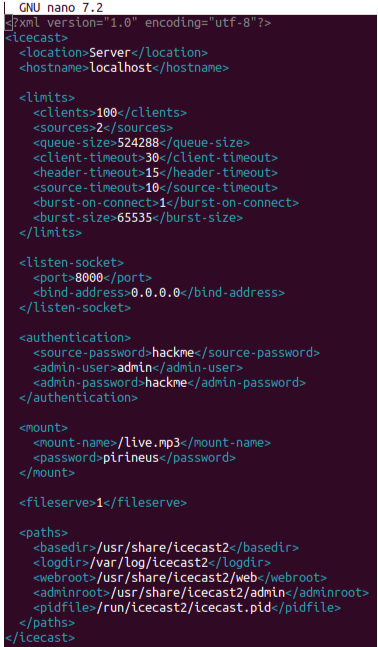 GNU nano 7.2
<?xml version="1.0" encoding="utf-8"?>
<icecast>
<location>Server</location>
<hostname>localhost</hostname>
<limits>
<clients>100</clients>
<sources>2</sources>
<queue-size>524288</queue-size>
<client-timeout>30</client-timeout>
<header-timeout>15</header-timeout>
<source-timeout>10</source-timeout>
<burst-on-connect>1</burst-on-connect>
<burst-size>65535</burst-size>
</limits>
<listen-socket>
<port>8000</port>
<bind-address>0.0.0.0</bind-address>
</listen-socket>
<authentication>
<source-password>hackme</source-password>
<admin-user>admin</admin-user>
<admin-password>hackme</admin-password>
</authentication>
<mount>
<mount-name>/live.mp3</mount-name>
<password>pirineus</password>
</mount>
<fileserve>1</fileserve>
<paths>
<basedir>/usr/share/icecast2</basedir>
<logdir>/var/log/icecast2</logdir>
<webroot>/usr/share/icecast2/web</webroot>
<adminroot>/usr/share/icecast2/admin</adminroot>
<pidfile>/run/icecast2/icecast.pid</pidfile>
</paths>
</icecast>